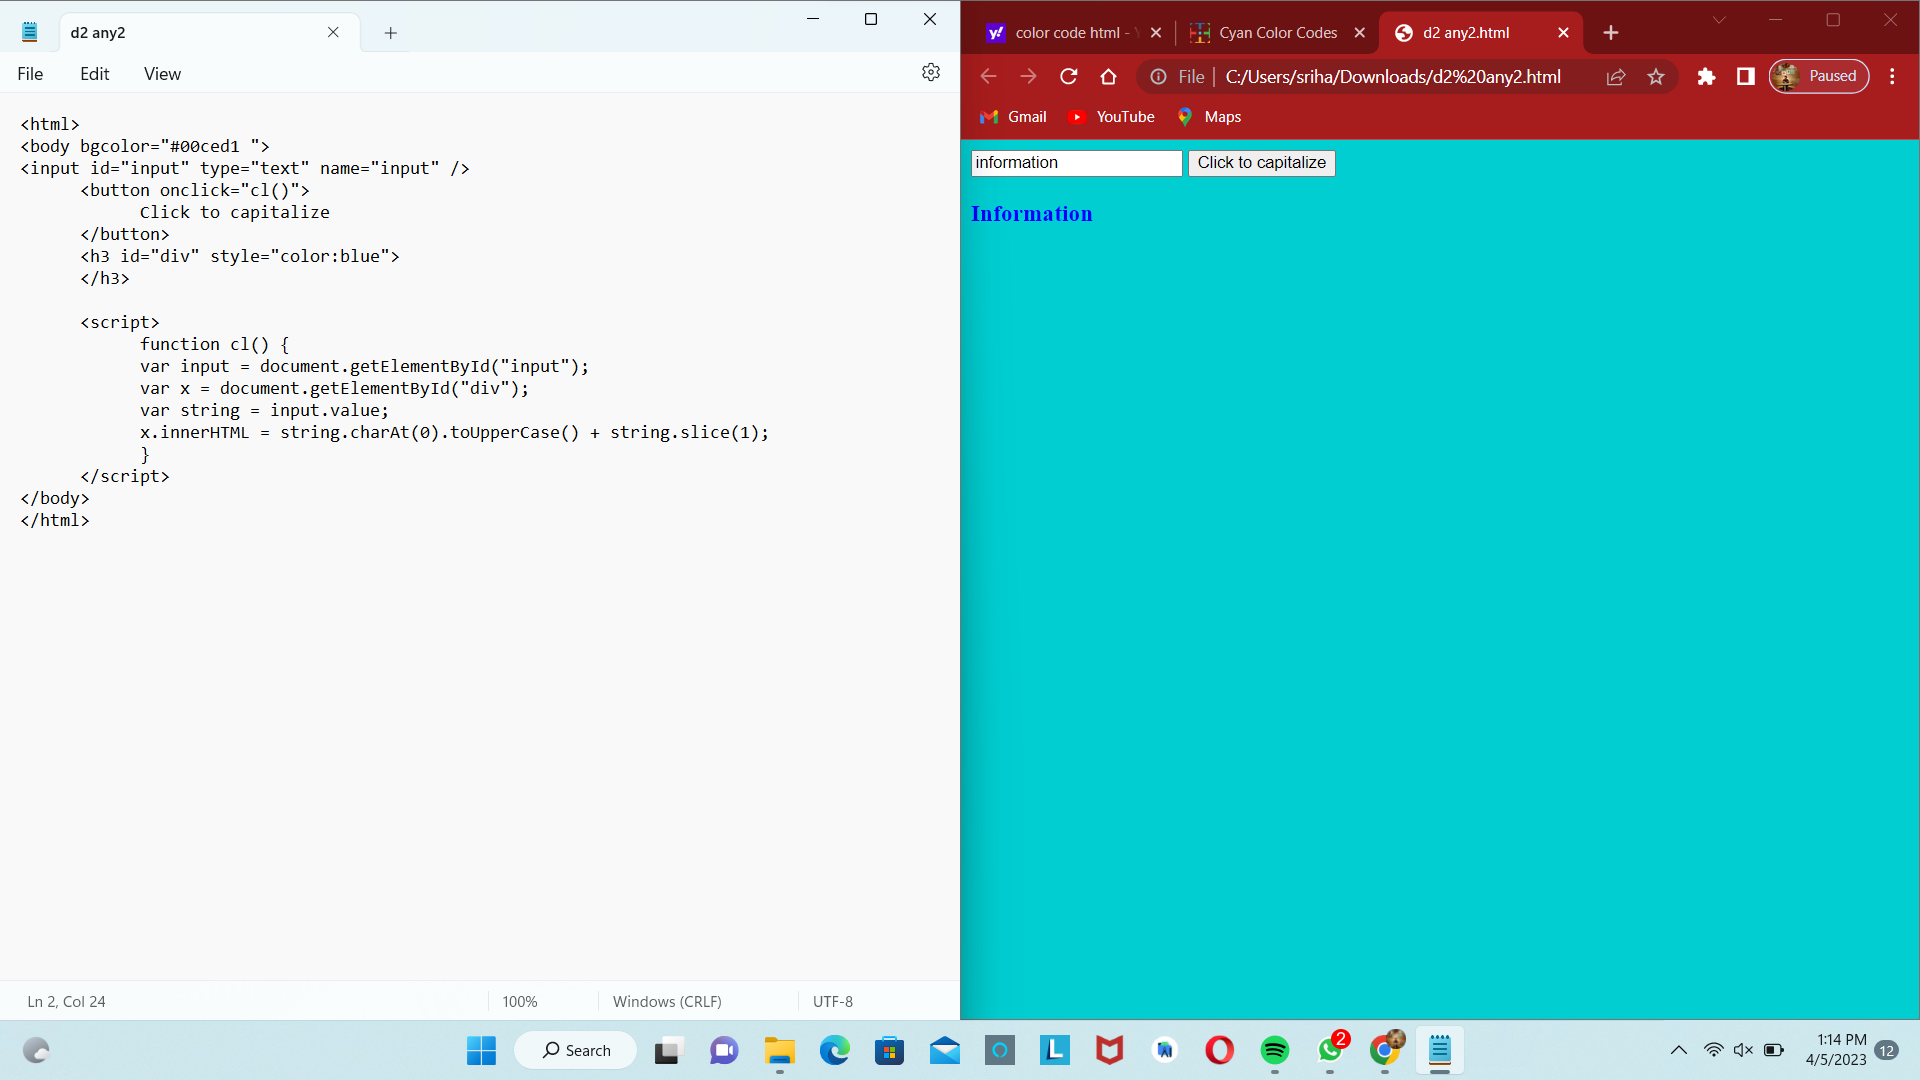 d2 any2
File Edit View
<html>
<body bgcolor="#00ced1 ">
<input id="input" type="text" name="input" />
<button onclick="cl()">
Click to capitalize
</button>
<h3 id="div" style="color:blue">
</h3>
<script>
function cl() {
var input = document.getElementById("input");
var x = document.getElementById("div");
var string = input.value;
x.innerHTML = string.charAt(0).toUpperCase() + string.slice(1);
}
</script>
</body>
</html>
Ln 2, Col 24 100% Windows (CRLF) UTF-8
color code html - Cyan Color Codes d2 any2.html
File C:/Users/sriha/Downloads/d2%20any2.html Paused
Gmail YouTube Maps
information Click to capitalize
Information
Search 2 1:14 PM
4/5/2023 12